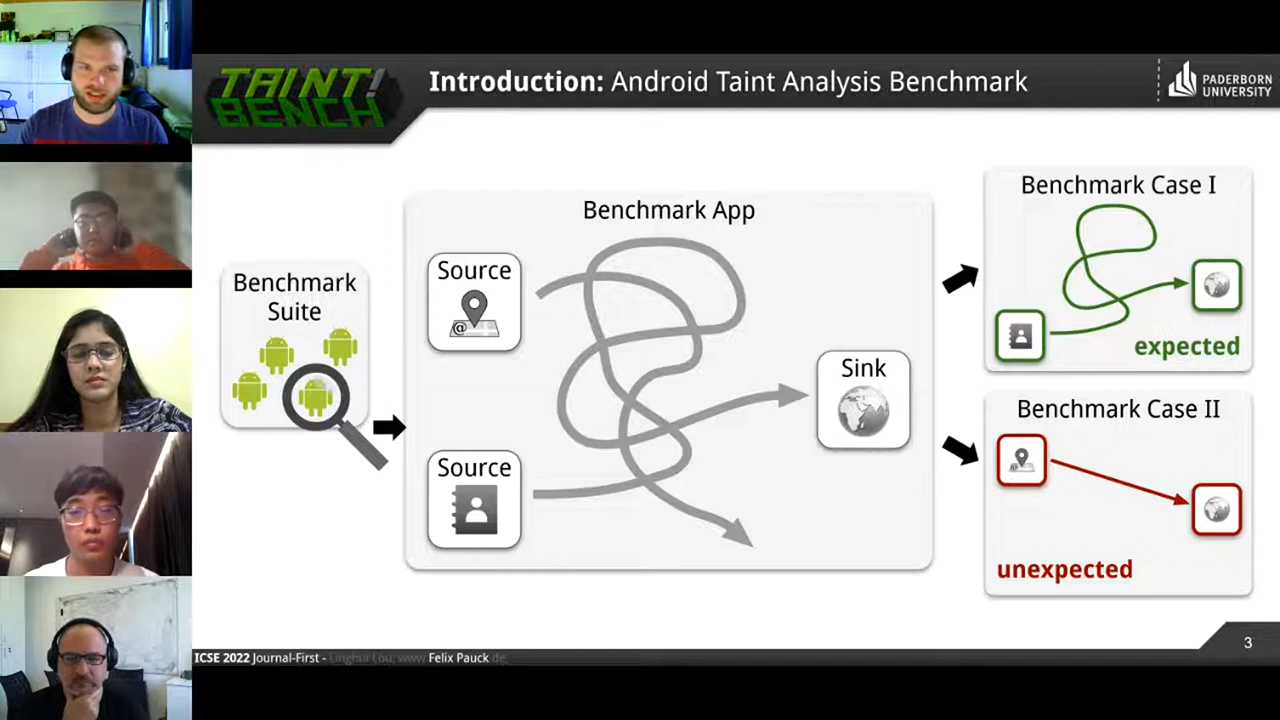 TAINT!
BENCH
Introduction: Android Taint Analysis Benchmark
PADERBORN
UNIVERSITY
Benchmark
Suite
Benchmark App
Source
@
Source
Sink
Benchmark Case I
expected
Benchmark Case II
unexpected
ICSE 2022 Journal-First - Felix Pauck
3